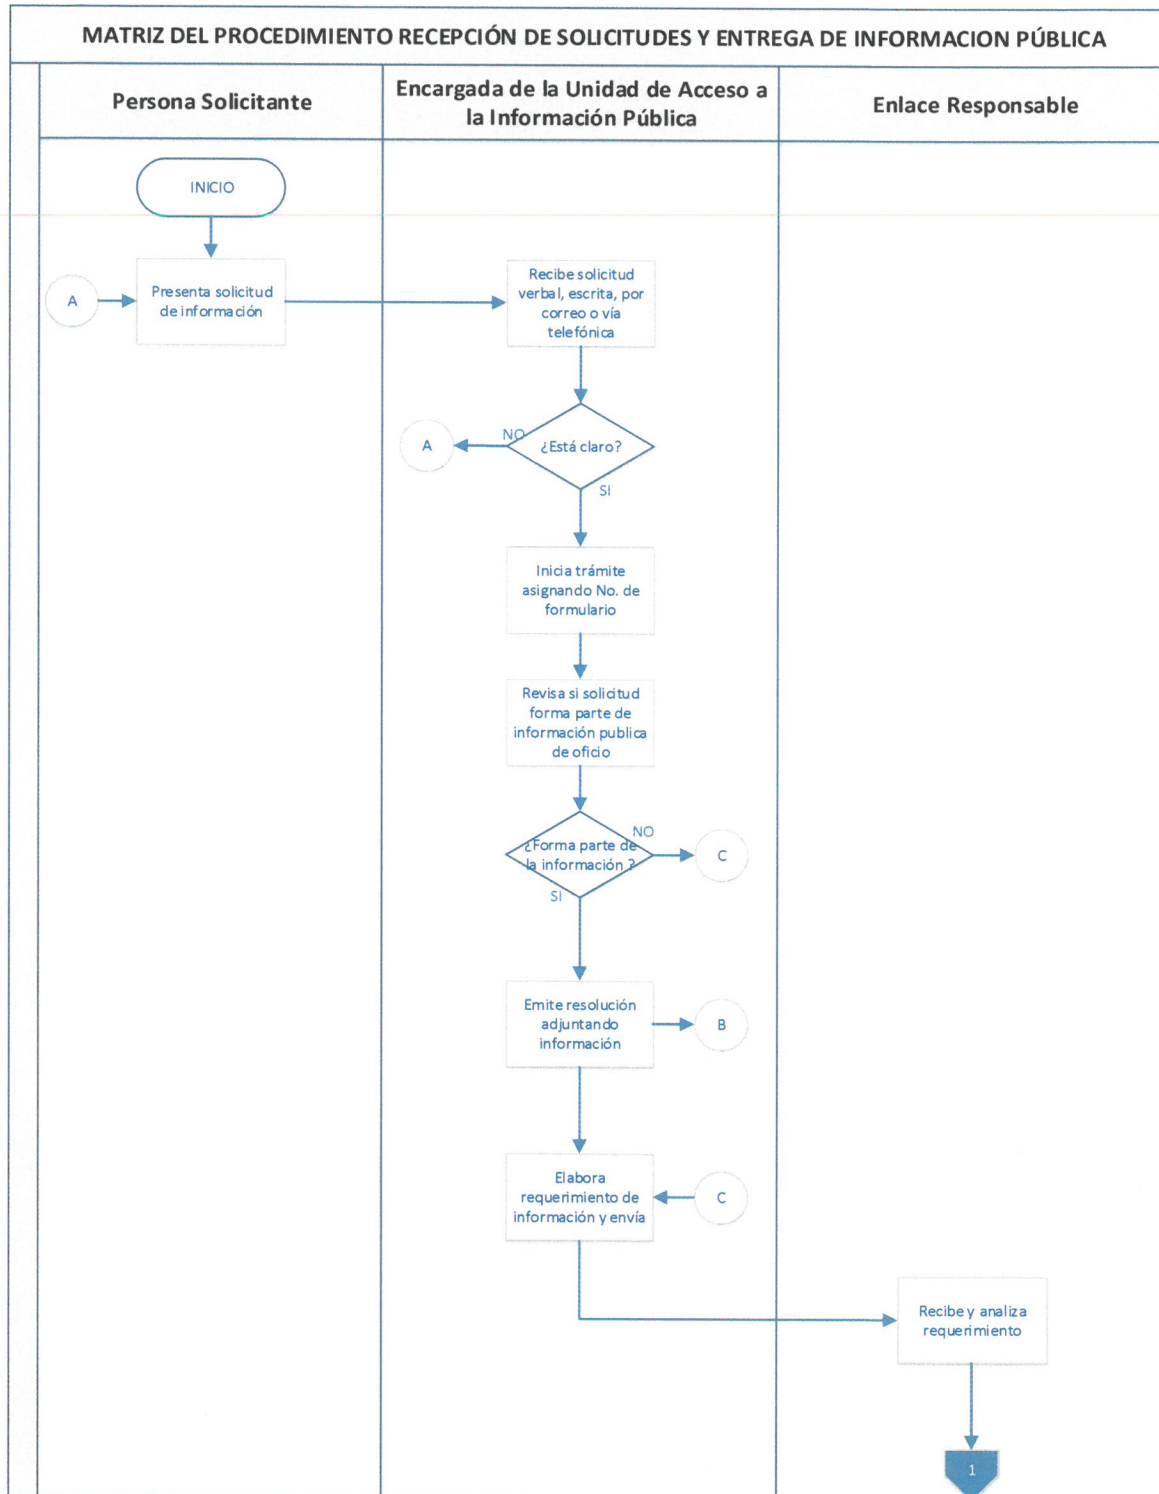 MATRIZ DEL PROCEDIMIENTO RECEPCIÓN DE SOLICITUDES Y ENTREGA DE INFORMACION PÚBLICA
Persona Solicitante
Encargada de la Unidad de Acceso a
la Información Pública
Enlace Responsable
INICIO
A
Presenta solicitud
de información
Recibe solicitud
verbal, escrita, por
correo o vía
telefónica
A
NO
¿Está claro?
SI
Inicia trámite
asignando No. de
formulario
Revisa si solicitud
forma parte de
información publica
de oficio
NO
¿Forma parte de
la información ?
C
SI
Emite resolución
adjuntando
información
B
Elabora
requerimiento de
información y envía
C
Recibe y analiza
requerimiento
1